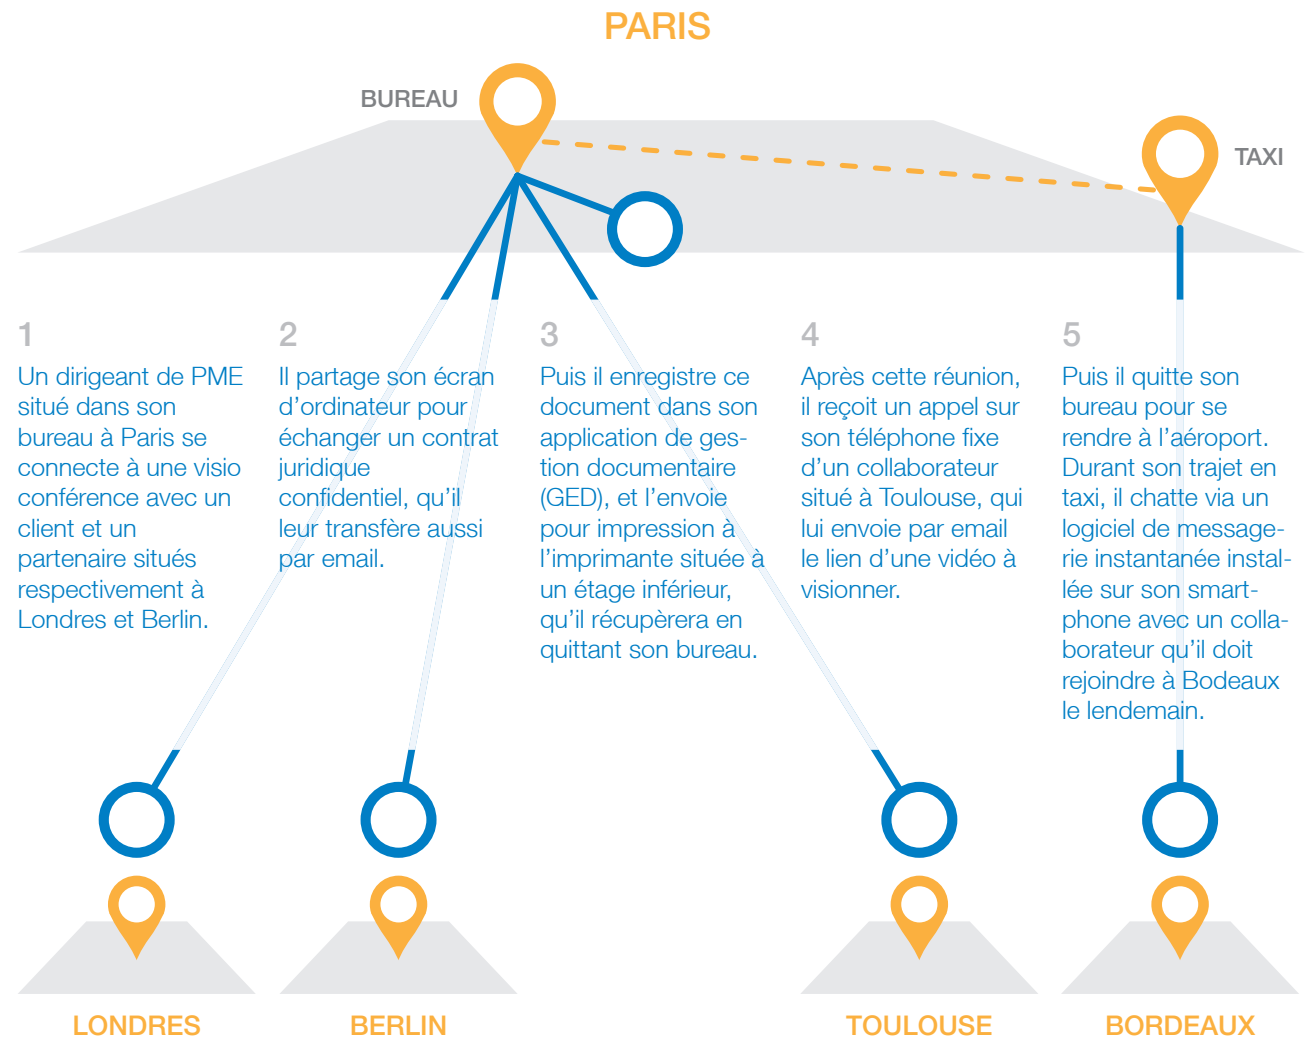 PARIS
BUREAU
TAXI
1
Un dirigeant de PME
situé dans son
bureau à Paris se
connecte à une visio
conférence avec un
client et un
partenaire situés
respectivement à
Londres et Berlin.
2
Il partage son écran
d’ordinateur pour
échanger un contrat
juridique
confidentiel, qu’il
leur transfère aussi
par email.
3
Puis il enregistre ce
document dans son
application de ges-
tion documentaire
(GED), et l’envoie
pour impression à
l’imprimante située à
un étage inférieur,
qu’il récupèrera en
quittant son bureau.
4
Après cette réunion,
il reçoit un appel sur
son téléphone fixe
d’un collaborateur
situé à Toulouse, qui
lui envoie par email
le lien d’une vidéo à
visionner.
5
Puis il quitte son
bureau pour se
rendre à l’aéroport.
Durant son trajet en
taxi, il chatte via un
logiciel de message-
rie instantanée instal-
lée sur son smart-
phone avec un colla-
borateur qu’il doit
rejoindre à Bodeaux
le lendemain.
LONDRES
BERLIN
TOULOUSE
BORDEAUX